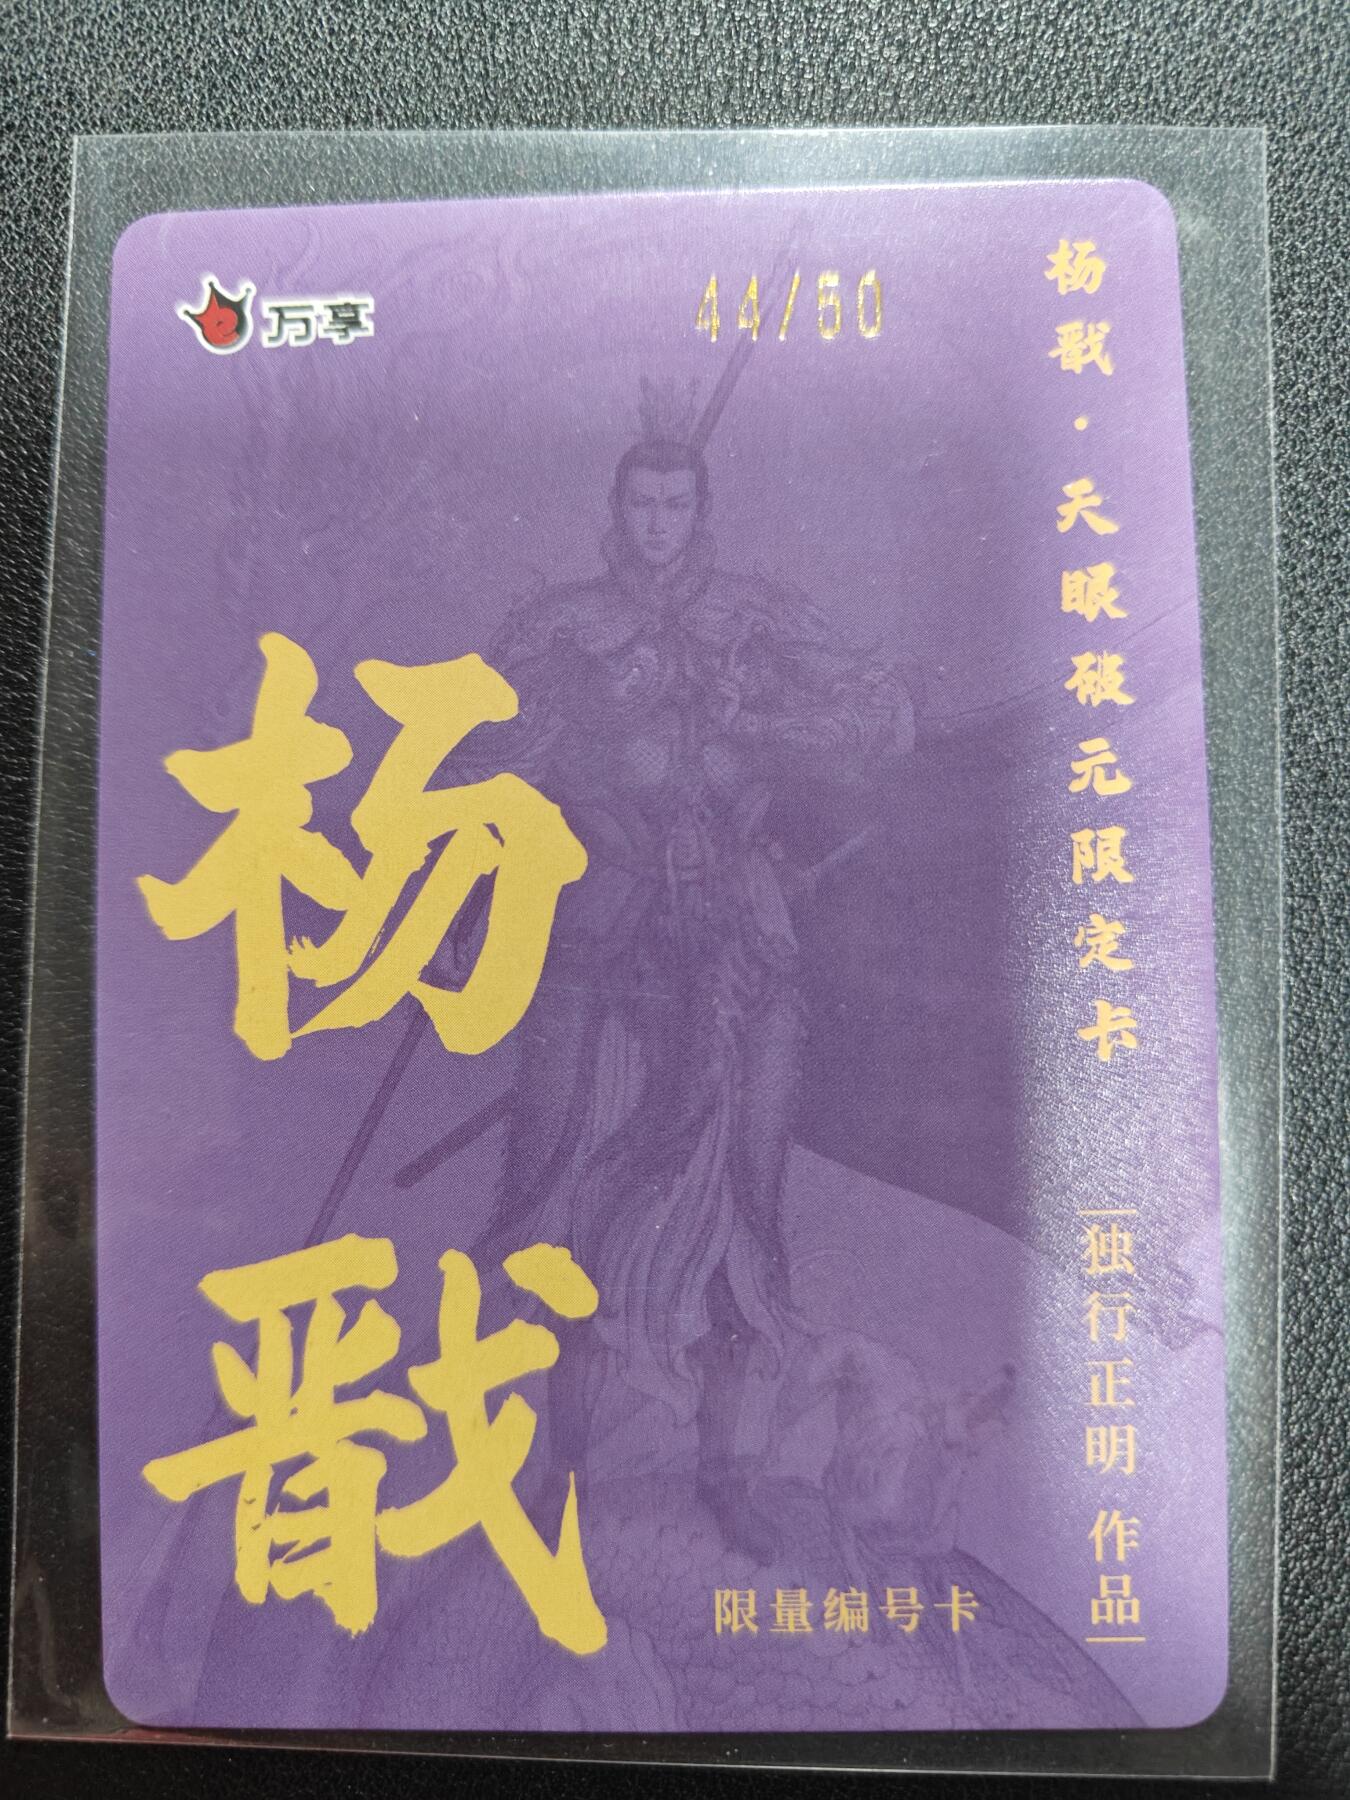 万享
44/50
杨戬·天眼破元限定卡
独行正明 作品
杨戬
限量编号卡